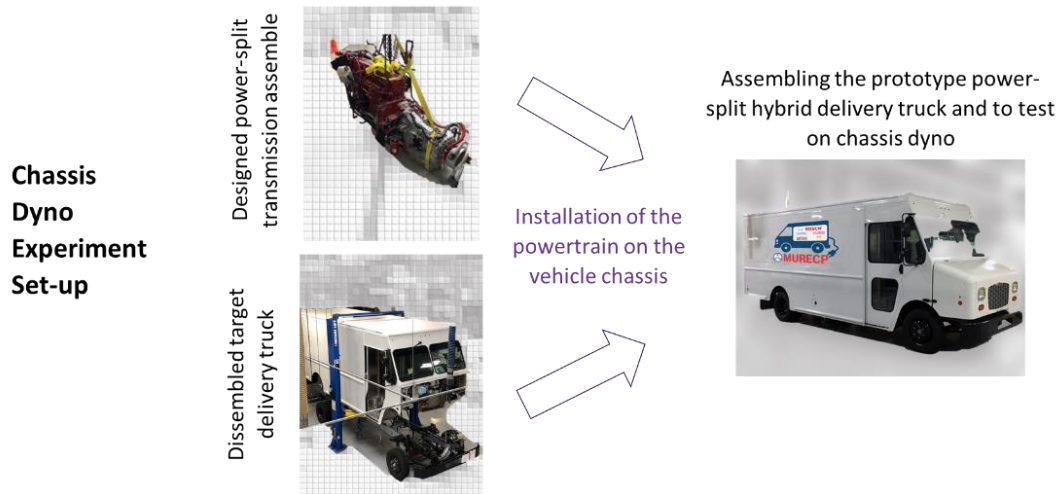 Chassis
Dyno
Experiment
Set-up
Designed power-split
transmission assemble
Dissembled target
delivery truck
Installation of the
powertrain on the
vehicle chassis
Assembling the prototype power-
split hybrid delivery truck and to test
on chassis dyno
MURECP